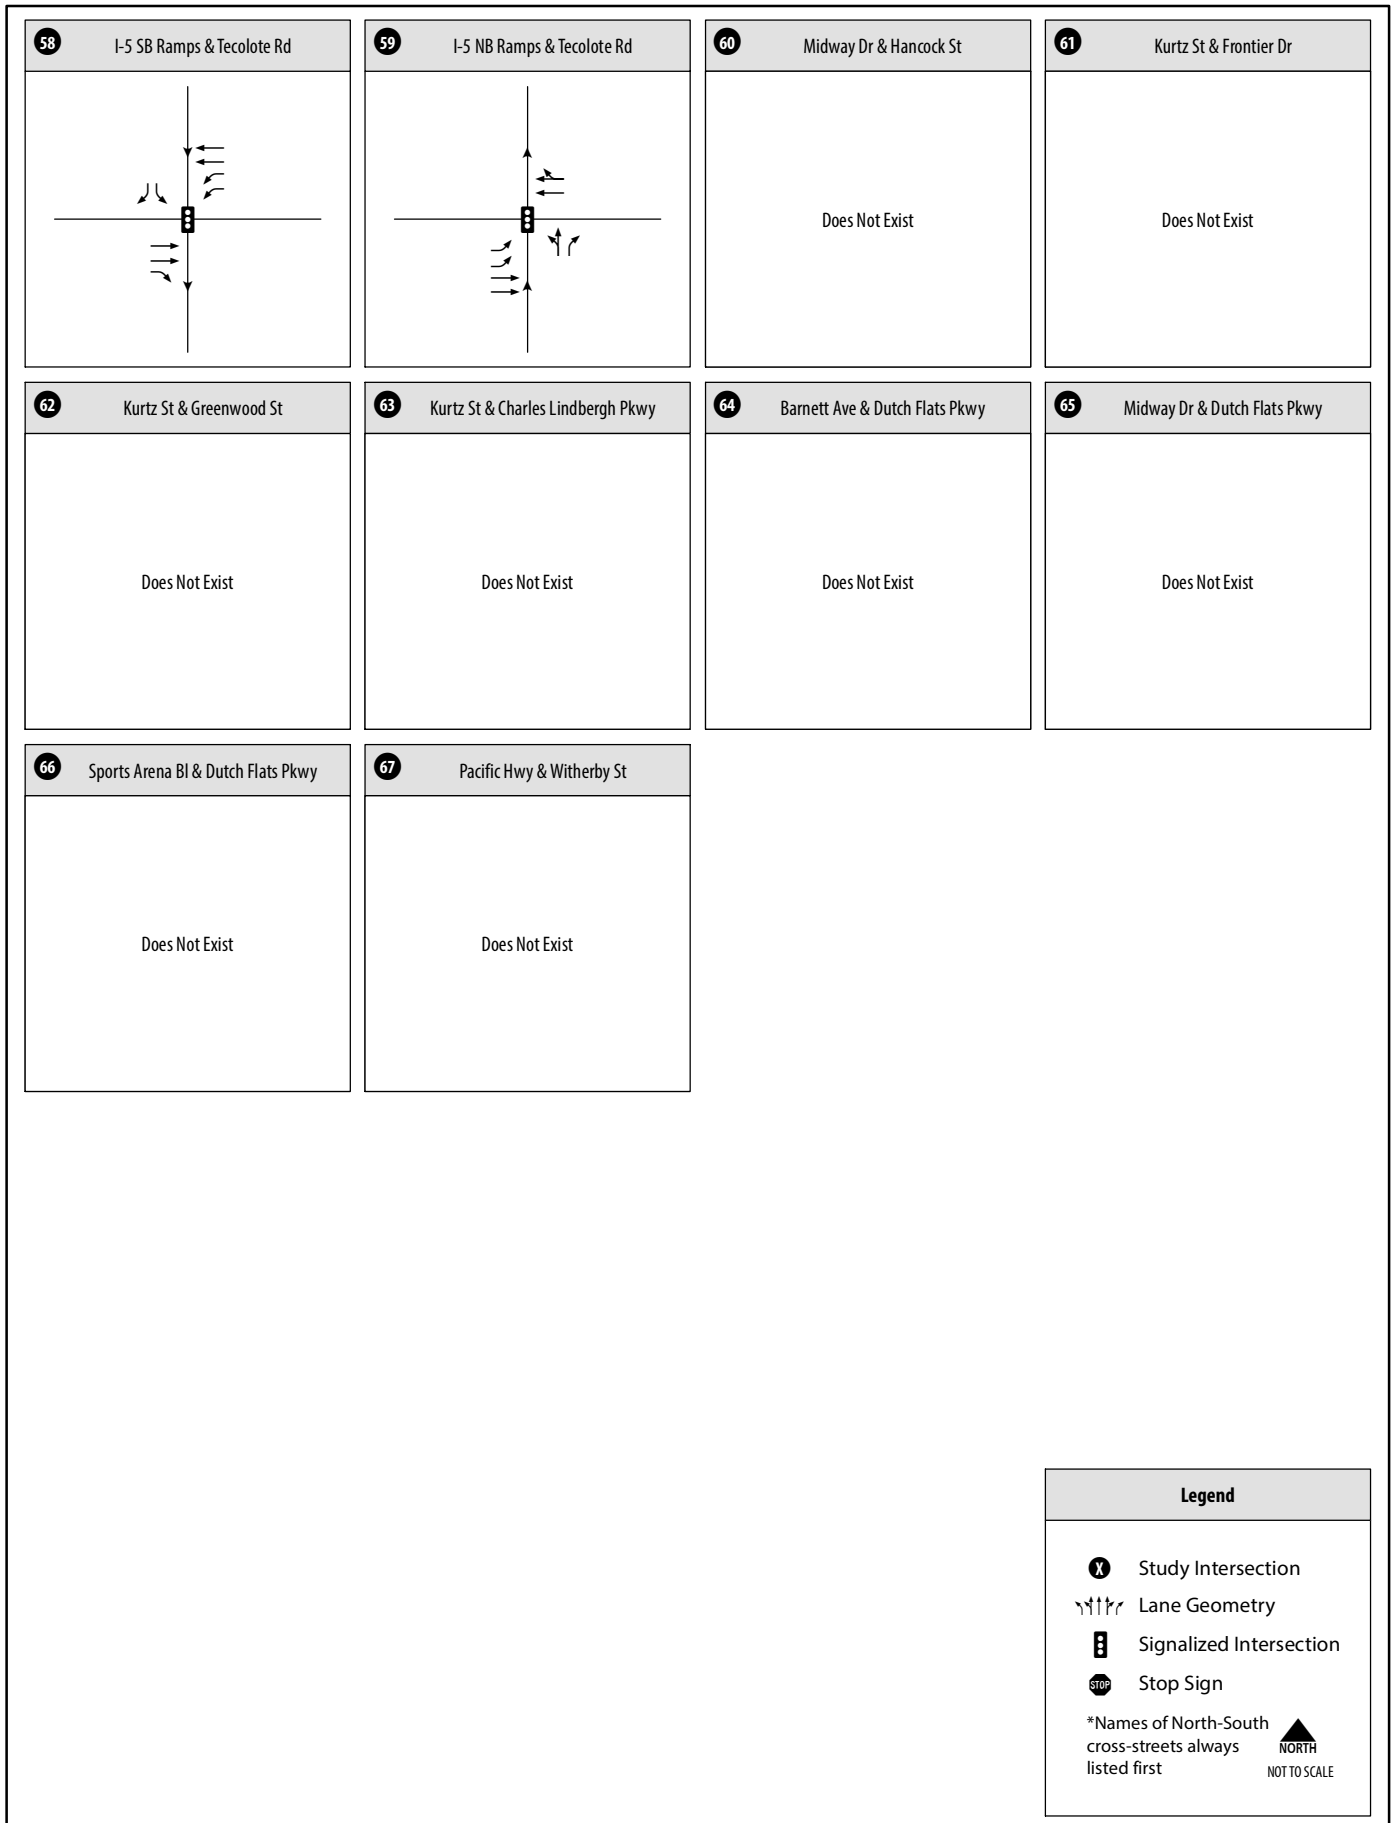 58 I-5 SB Ramps & Tecolote Rd
59 I-5 NB Ramps & Tecolote Rd
60 Midway Dr & Hancock St
Does Not Exist
61 Kurtz St & Frontier Dr
Does Not Exist
62 Kurtz St & Greenwood St
Does Not Exist
63 Kurtz St & Charles Lindbergh Pkwy
Does Not Exist
64 Barnett Ave & Dutch Flats Pkwy
Does Not Exist
65 Midway Dr & Dutch Flats Pkwy
Does Not Exist
66 Sports Arena Bl & Dutch Flats Pkwy
Does Not Exist
67 Pacific Hwy & Witherby St
Does Not Exist
Legend
X Study Intersection
Lane Geometry
Signalized Intersection
STOP Stop Sign
*Names of North-South
cross-streets always
listed first
NORTH
NOT TO SCALE